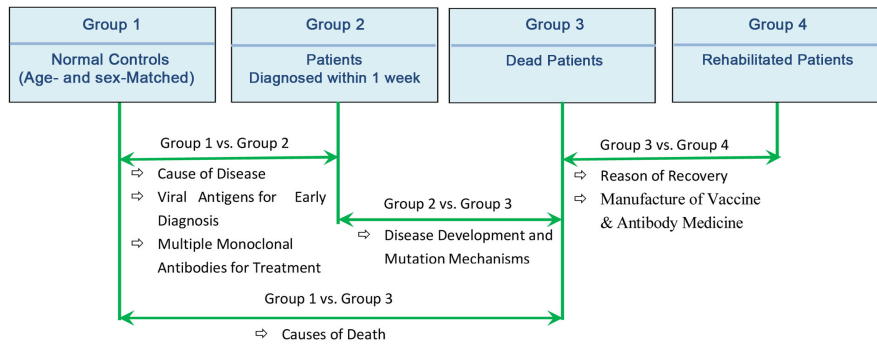 Group 1
Normal Controls
(Age- and sex-Matched)
Group 2
Patients
Diagnosed within 1 week
Group 3
Dead Patients
Group 4
Rehabilitated Patients
Group 1 vs. Group 2
⇨ Cause of Disease
⇨ Viral Antigens for Early
Diagnosis
⇨ Multiple Monoclonal
Antibodies for Treatment
Group 2 vs. Group 3
⇨ Disease Development and
Mutation Mechanisms
Group 3 vs. Group 4
⇨ Reason of Recovery
⇨ Manufacture of Vaccine
& Antibody Medicine
Group 1 vs. Group 3
⇨ Causes of Death